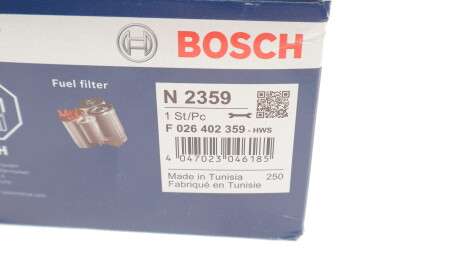 BOSCH
Fuel filter
N 2359
1 St/Pc
F 026 402 359 - HWS
4 047023 046185
Made in Tunisia 250
Fabriqué en Tunisie